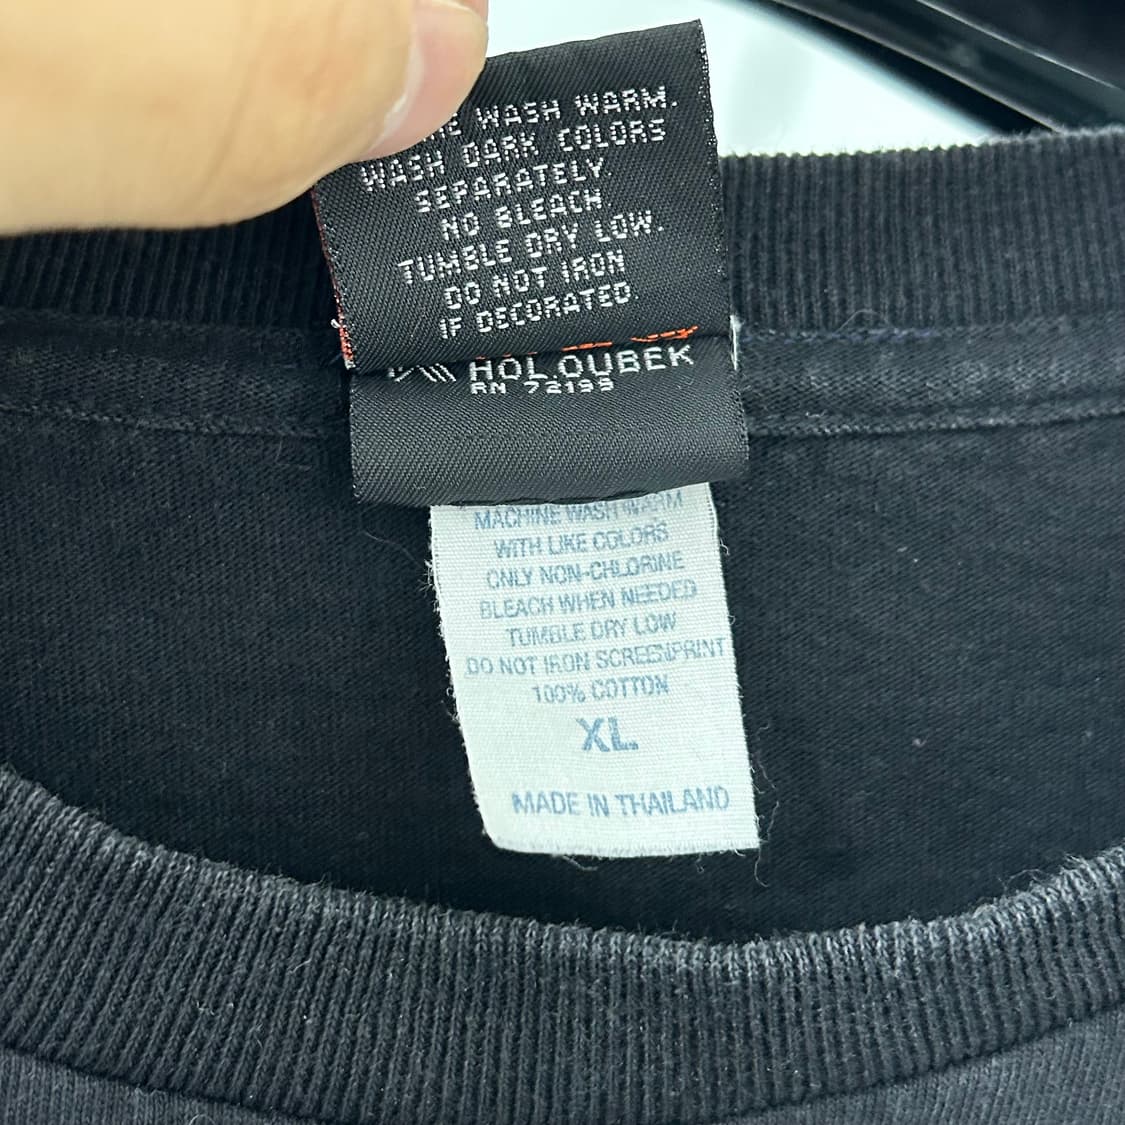 WASH WARM.
WASH DARK COLORS
SEPARATELY.
NO BLEACH
TUMBLE DRY LOW.
DO NOT IRON
IF DECORATED.
HOLOUBEK
RN 72199
MACHINE WASH WARM
WITH LIKE COLORS
ONLY NON-CHLORINE
BLEACH WHEN NEEDED
TUMBLE DRY LOW
DO NOT IRON SCREENPRINT
100% COTTON
XL
MADE IN THAILAND